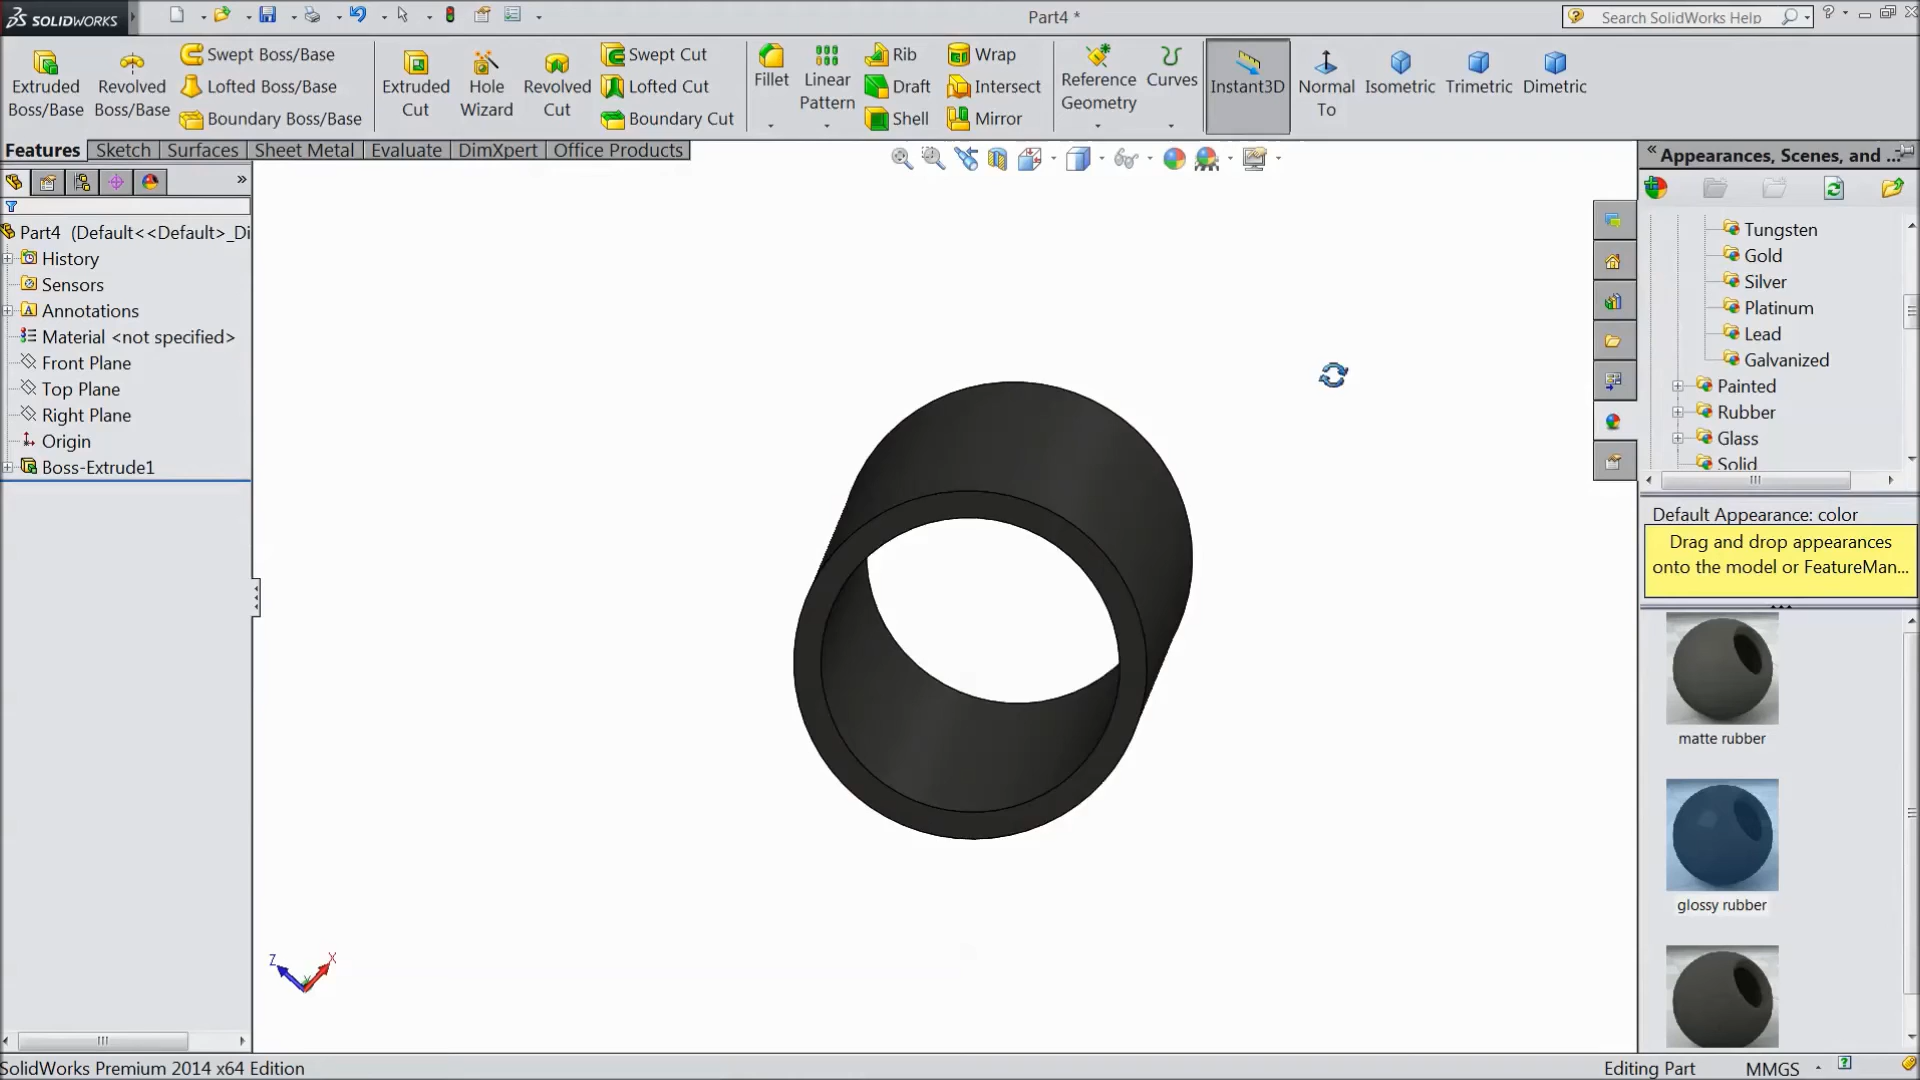 SOLIDWORKS
Part4 *
Search SolidWorks Help
Extruded Boss/Base
Revolved Boss/Base
Swept Boss/Base
Lofted Boss/Base
Boundary Boss/Base
Extruded Cut
Hole Wizard
Revolved Cut
Swept Cut
Lofted Cut
Boundary Cut
Fillet
Linear Pattern
Rib
Draft
Shell
Wrap
Intersect
Mirror
Reference Geometry
Curves
Instant3D
Normal To
Isometric
Trimetric
Dimetric
Features
Sketch
Surfaces
Sheet Metal
Evaluate
DimXpert
Office Products
Part4 (Default<<Default>_Di
History
Sensors
Annotations
Material <not specified>
Front Plane
Top Plane
Right Plane
Origin
Boss-Extrude1
Z
X
Appearances, Scenes, and ...
Tungsten
Gold
Silver
Platinum
Lead
Galvanized
Painted
Rubber
Glass
Solid
Default Appearance: color
Drag and drop appearances
onto the model or FeatureMan...
matte rubber
glossy rubber
SolidWorks Premium 2014 x64 Edition
Editing Part
MMGS